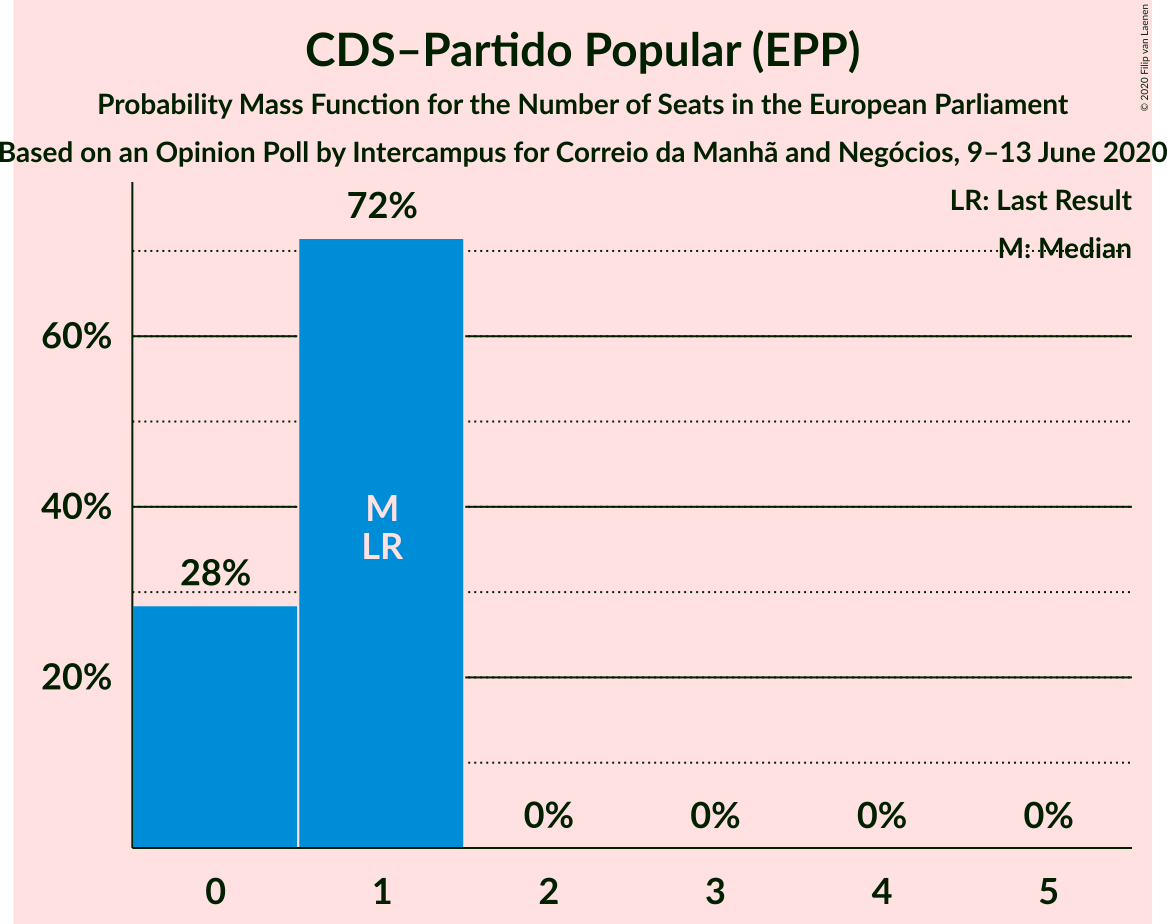 CDS–Partido Popular (EPP)
Probability Mass Function for the Number of Seats in the European Parliament
Based on an Opinion Poll by Intercampus for Correio da Manhã and Negócios, 9–13 June 2020
© 2020 Filip van Laenen
LR: Last Result
M: Median
72%
60%
40%
M
LR
28%
20%
0% 0% 0% 0%
0 1 2 3 4 5